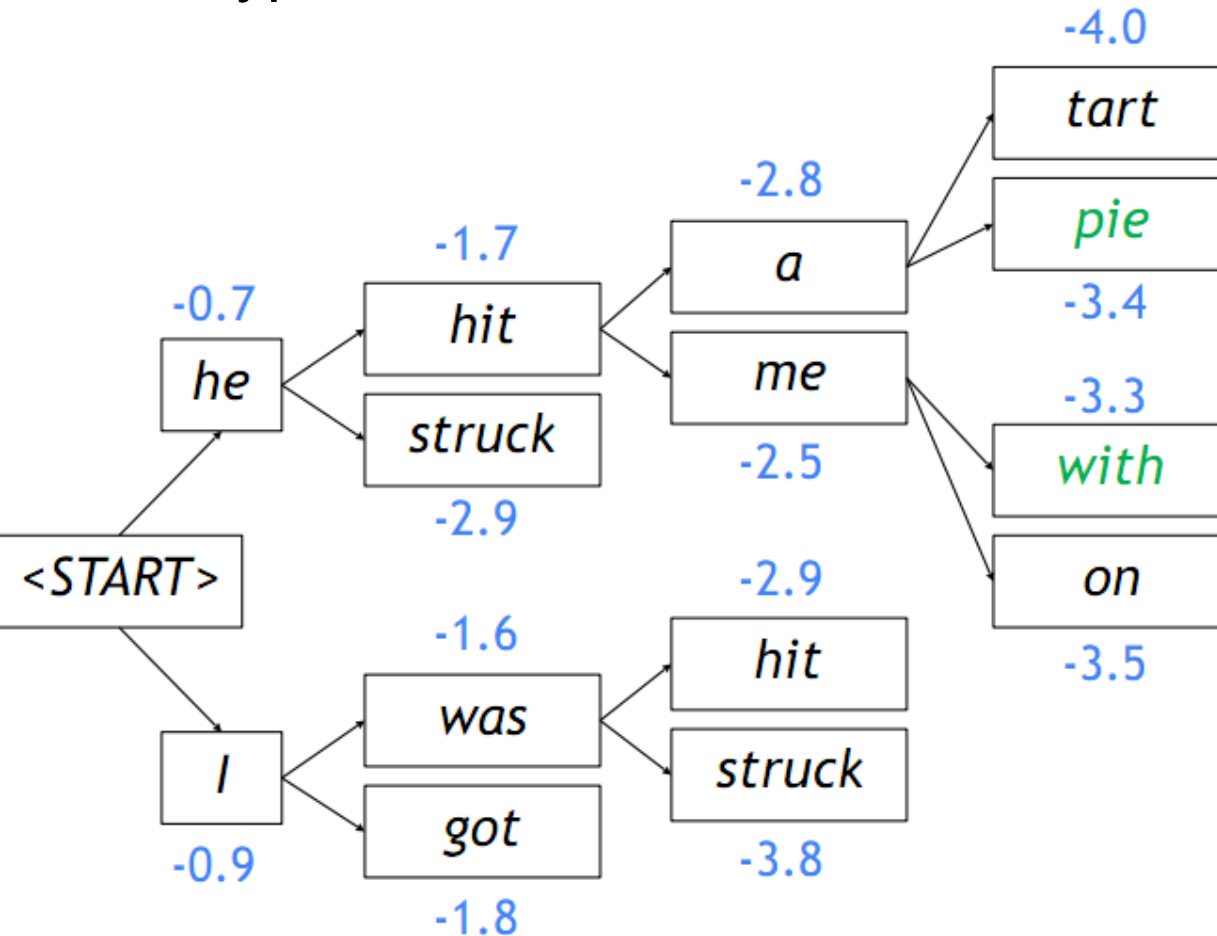 -4.0
tart
-2.8
pie
-1.7
a
-3.4
-0.7
hit
me
-3.3
he
struck
-2.5
with
-2.9
<START>
-2.9
on
-1.6
hit
-3.5
was
I
struck
got
-0.9
-3.8
-1.8